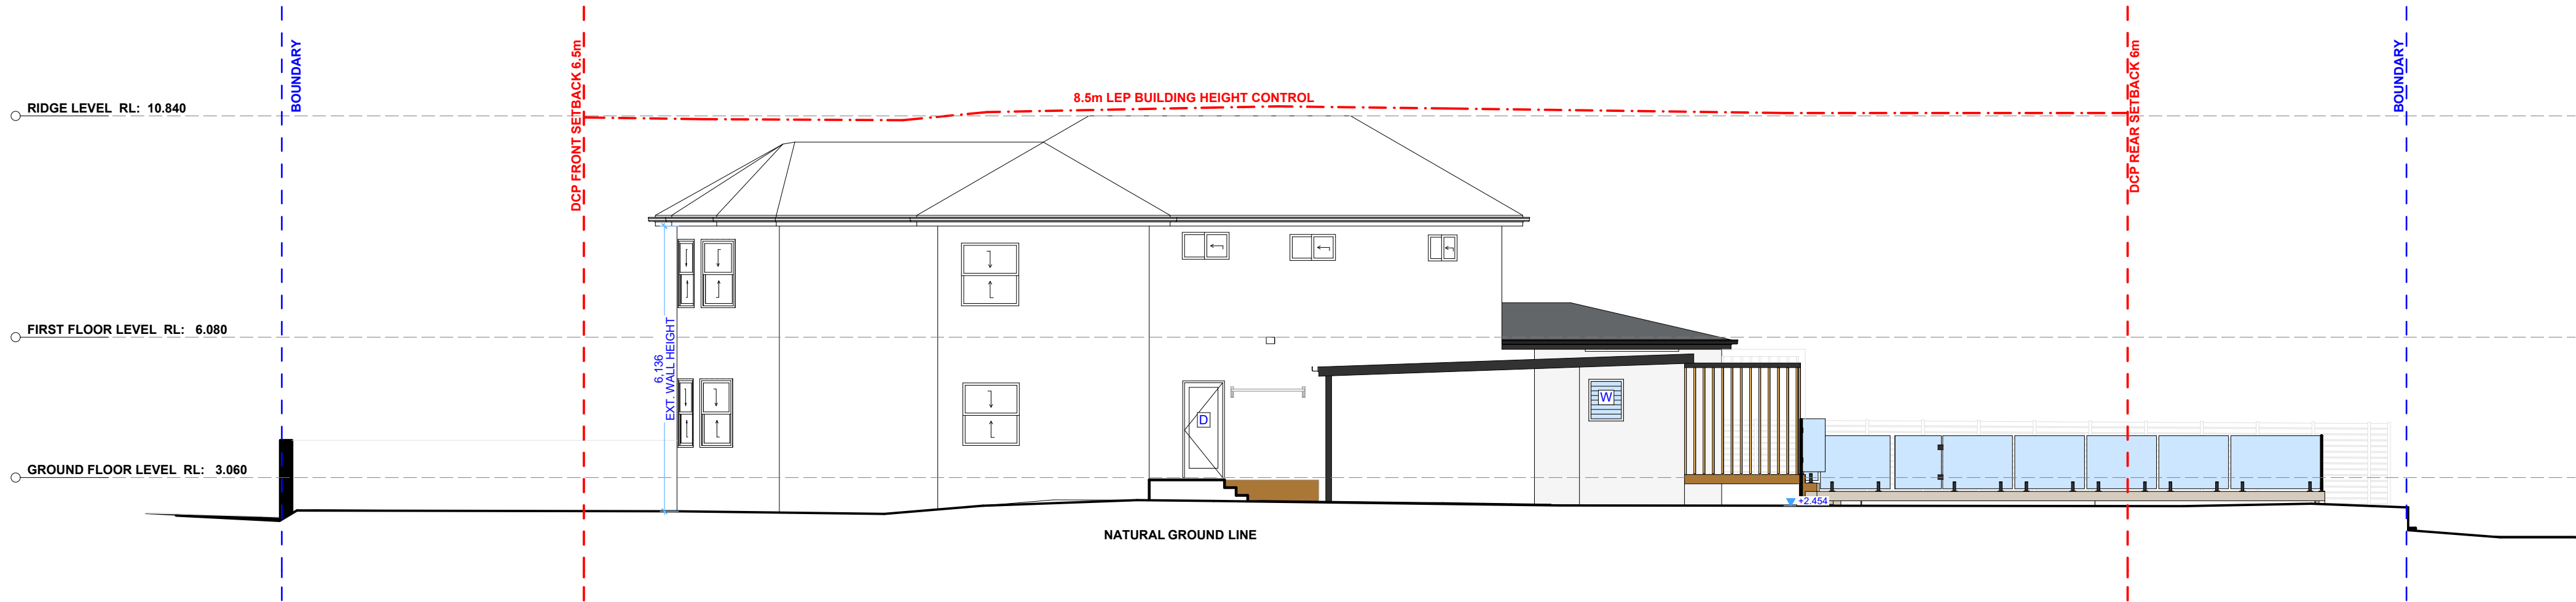 BOUNDARY
DCP FRONT SETBACK 6.5m
8.5m LEP BUILDING HEIGHT CONTROL
DCP REAR SETBACK 6m
BOUNDARY
RIDGE LEVEL RL: 10.840
FIRST FLOOR LEVEL RL: 6.080
6,136
EXT. WALL HEIGHT
W
D
GROUND FLOOR LEVEL RL: 3.060
+2.454
NATURAL GROUND LINE